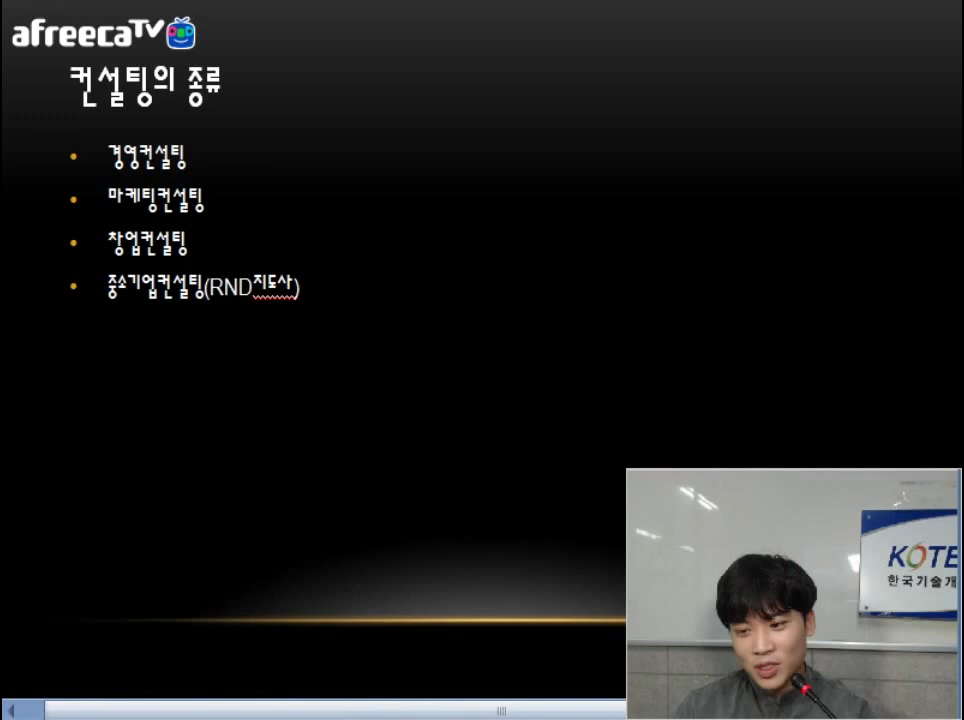 afreecaTV
컨설팅의 종류
• 경영컨설팅
• 마케팅컨설팅
• 창업컨설팅
• 중소기업컨설팅(RND지도사)
KOTE
한국기술개